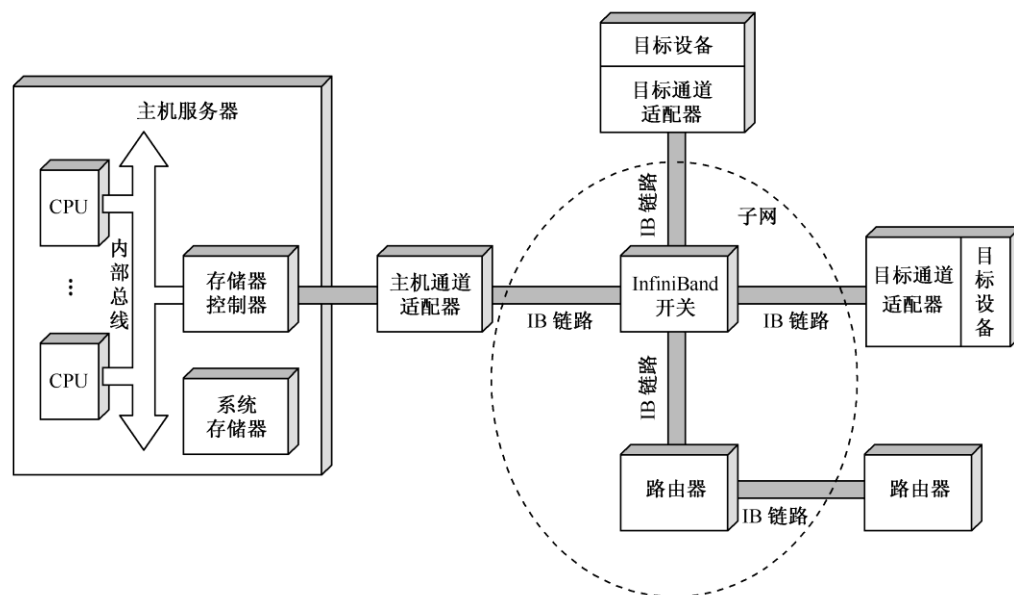 目标设备
目标通道
适配器
主机服务器
CPU
内部总线
⋮
CPU
存储器
控制器
系统
存储器
主机通道
适配器
IB 链路
IB 链路
子网
InfiniBand
开关
IB 链路
目标通道
适配器
目标设备
IB 链路
路由器
IB 链路
路由器